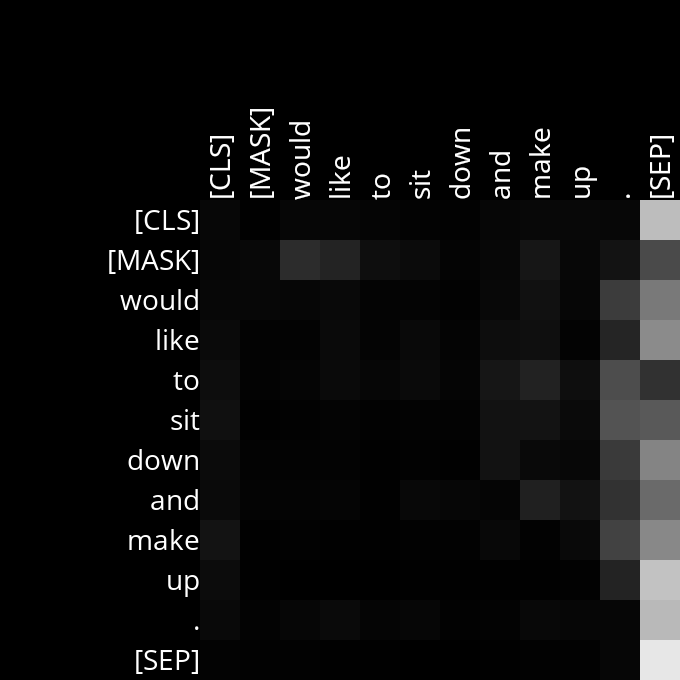 [CLS] [MASK] would like to sit down and make up . [SEP]
[CLS]
[MASK]
would
like
to
sit
down
and
make
up
.
[SEP]